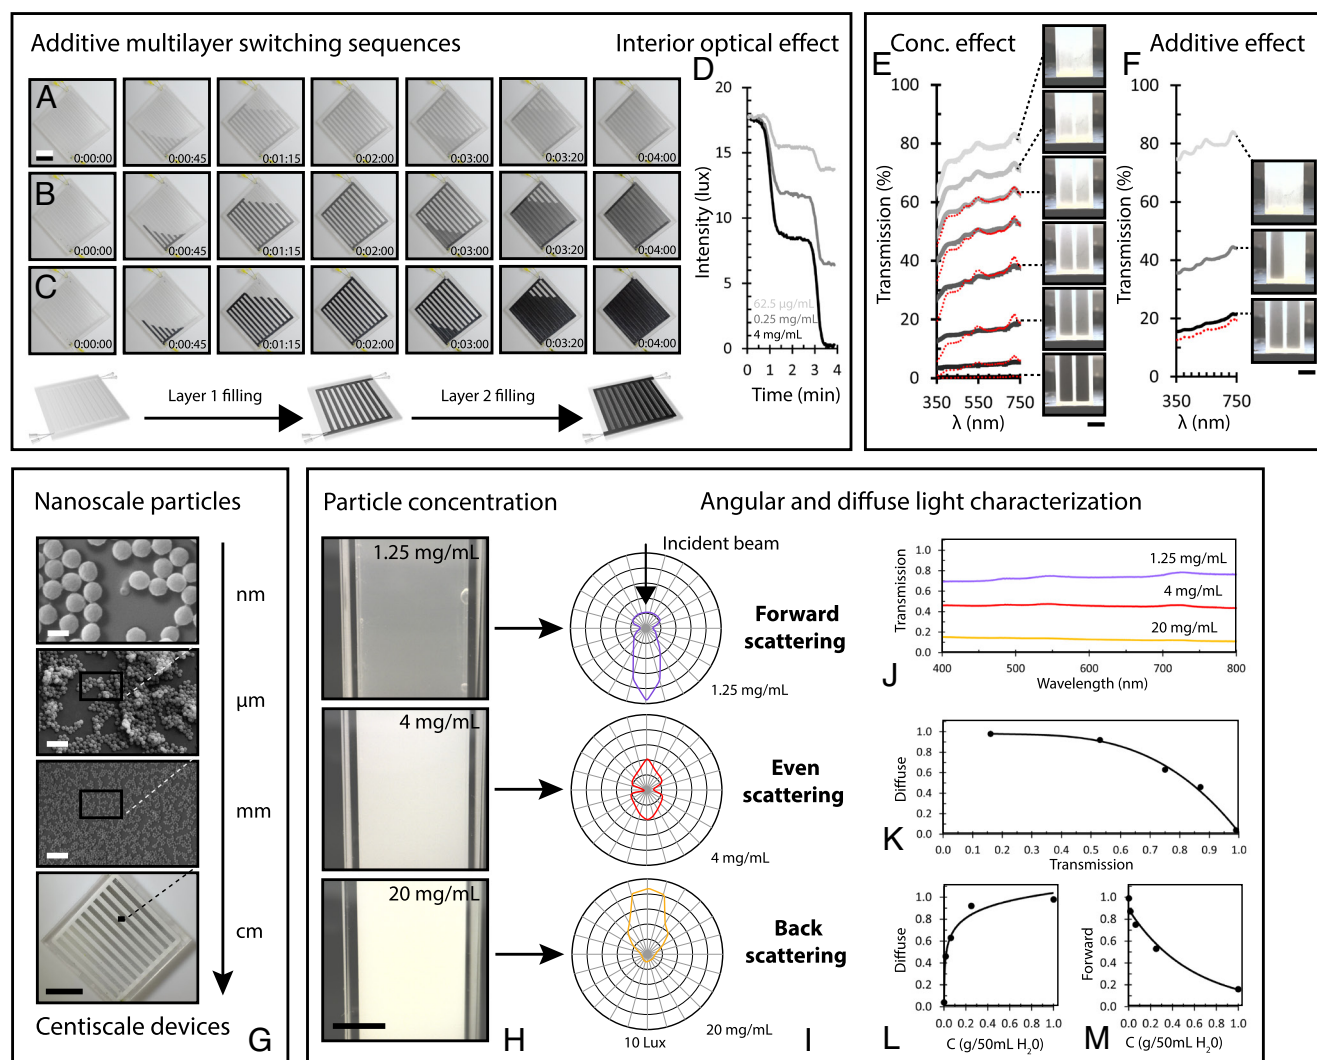 Additive multilayer switching sequences
Interior optical effect
A
0:00:00
0:00:45
0:01:15
0:02:00
0:03:00
0:03:20
0:04:00
B
0:00:00
0:00:45
0:01:15
0:02:00
0:03:00
0:03:20
0:04:00
C
0:00:00
0:00:45
0:01:15
0:02:00
0:03:00
0:03:20
0:04:00
Layer 1 filling
Layer 2 filling
D
Intensity (lux)
20
15
10
5
0
62.5 µg/mL
0.25 mg/mL
4 mg/mL
0 1 2 3 4
Time (min)
Conc. effect
E
Transmission (%)
100
80
60
40
20
0
350 550 750
λ (nm)
Additive effect
F
Transmission (%)
100
80
60
40
20
0
350 750
λ (nm)
Nanoscale particles
nm
µm
mm
cm
Centiscale devices
G
Particle concentration
1.25 mg/mL
4 mg/mL
20 mg/mL
H
Angular and diffuse light characterization
Incident beam
Forward
scattering
1.25 mg/mL
Even
scattering
4 mg/mL
Back
scattering
20 mg/mL
10 Lux
I
J
Transmission
1.0
0.8
0.6
0.4
0.2
0.0
1.25 mg/mL
4 mg/mL
20 mg/mL
400 500 600 700 800
Wavelength (nm)
K
Diffuse
1.0
0.8
0.6
0.4
0.2
0.0
0.0 0.1 0.2 0.3 0.4 0.5 0.6 0.7 0.8 0.9 1.0
Transmission
L
Diffuse
1.0
0.8
0.6
0.4
0.2
0.0
0.0 0.2 0.4 0.6 0.8 1.0
C (g/50mL H₂0)
M
Forward
1.0
0.8
0.6
0.4
0.2
0.0
0.0 0.2 0.4 0.6 0.8 1.0
C (g/50mL H₂0)